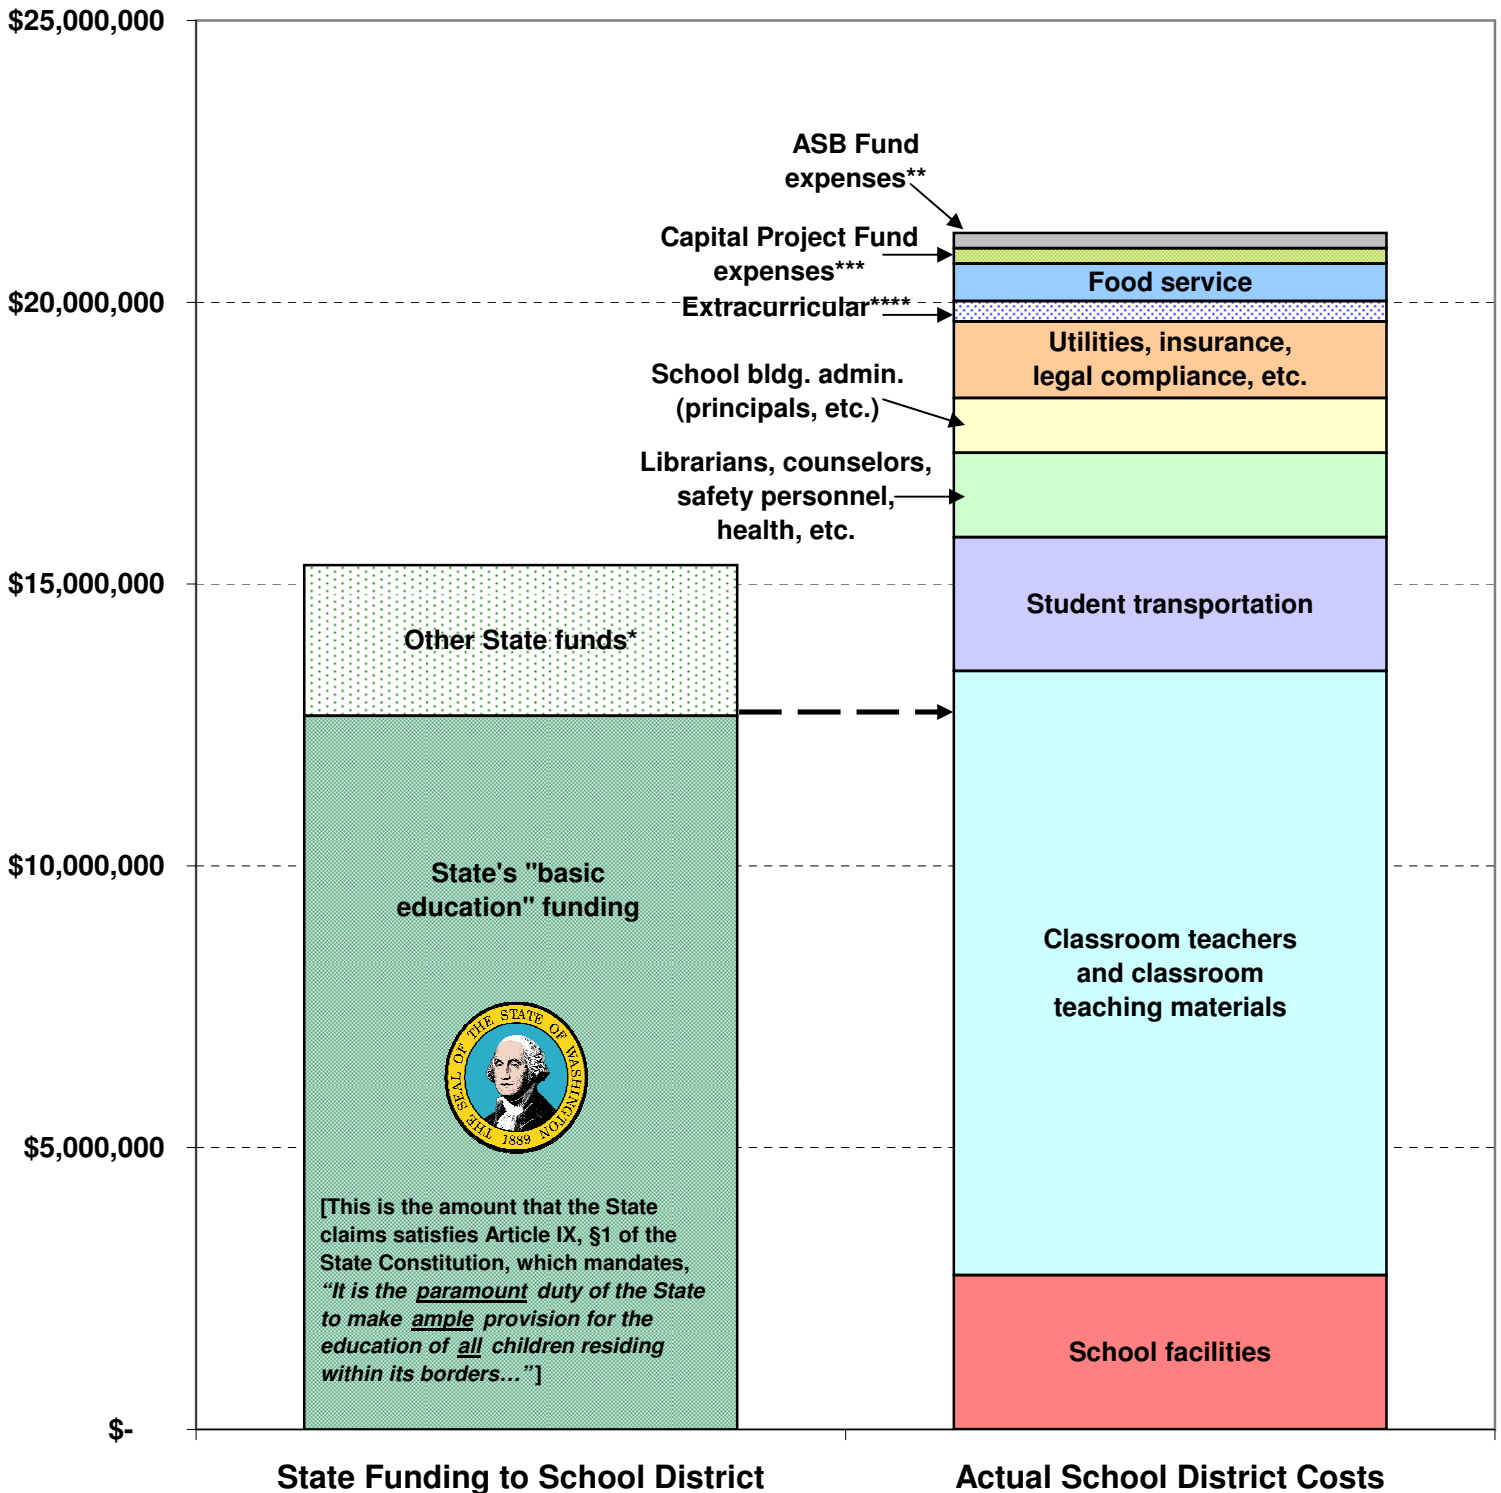 $25,000,000
$20,000,000
$15,000,000
$10,000,000
$5,000,000
$-
Other State funds*
State's "basic
education" funding
THE SEAL OF THE STATE OF WASHINGTON
1889
[This is the amount that the State
claims satisfies Article IX, §1 of the
State Constitution, which mandates,
“It is the paramount duty of the State
to make ample provision for the
education of all children residing
within its borders…”]
ASB Fund
expenses**
Capital Project Fund
expenses***
Extracurricular****
School bldg. admin.
(principals, etc.)
Librarians, counselors,
safety personnel,
health, etc.
Food service
Utilities, insurance,
legal compliance, etc.
Student transportation
Classroom teachers
and classroom
teaching materials
School facilities
State Funding to School District
Actual School District Costs